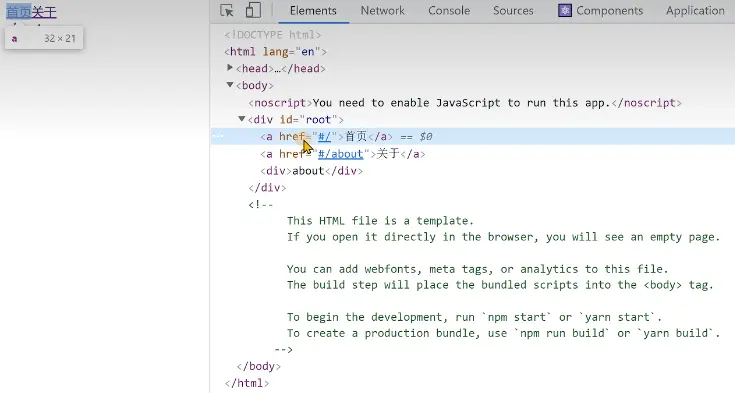 首页关于
a 32 × 21
Elements Network Console Sources Components Application
<!DOCTYPE html>
<html lang="en">
<head>…</head>
<body>
<noscript>You need to enable JavaScript to run this app.</noscript>
<div id="root">
<a href="#/">首页</a> == $0
<a href="#/about">关于</a>
<div>about</div>
</div>
<!--
This HTML file is a template.
If you open it directly in the browser, you will see an empty page.
You can add webfonts, meta tags, or analytics to this file.
The build step will place the bundled scripts into the <body> tag.
To begin the development, run `npm start` or `yarn start`.
To create a production bundle, use `npm run build` or `yarn build`.
-->
</body>
</html>